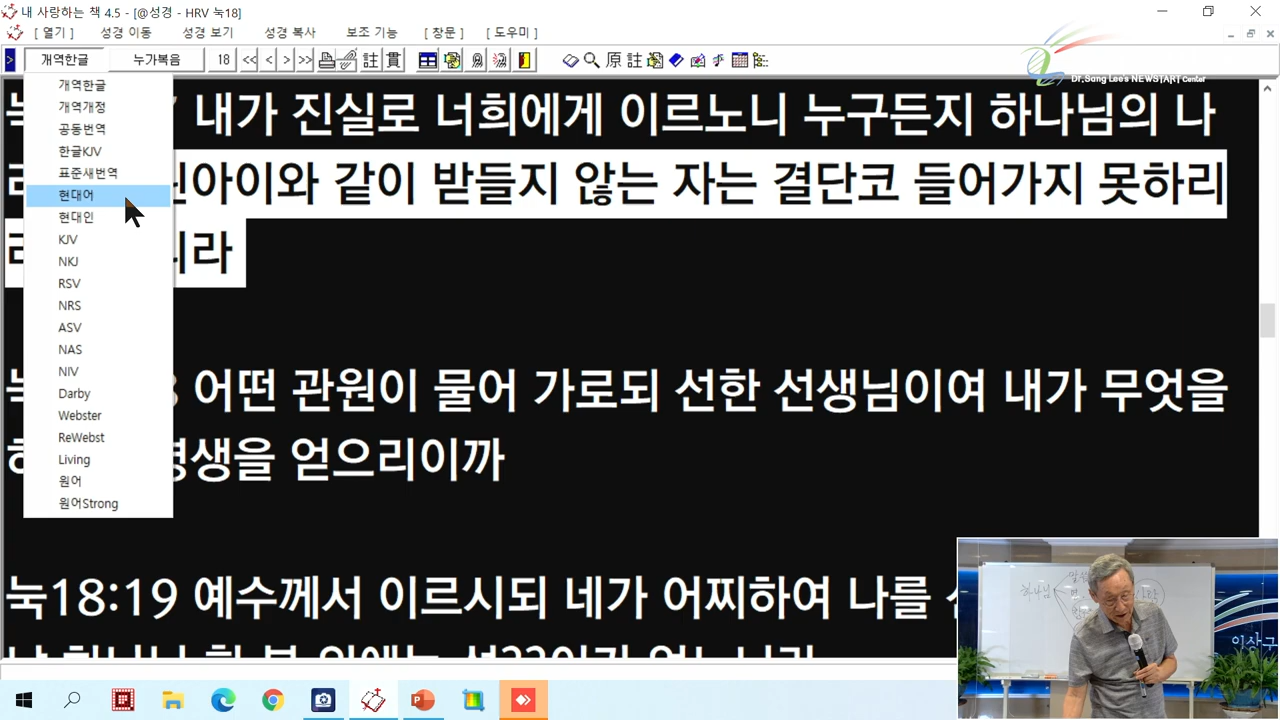 내 사랑하는 책 4.5 - [@성경 - HRV 눅18]
[ 열기 ] 성경 이동 성경 보기 성경 복사 보조 기능 [ 창문 ] [ 도우미 ]
> 개역한글 누가복음 18 << < > >> 註 貫 原 註
Dr.Sang Lee's NEWSTART Center
개역한글
개역개정
공동번역
한글KJV
표준새번역
현대어
현대인
KJV
NKJ
RSV
NRS
ASV
NAS
NIV
Darby
Webster
ReWebst
Living
원어
원어Strong
내가 진실로 너희에게 이르노니 누구든지 하나님의 나
린아이와 같이 받들지 않는 자는 결단코 들어가지 못하리
니라
어떤 관원이 물어 가로되 선한 선생님이여 내가 무엇을
영생을 얻으리이까
눅18:19 예수께서 이르시되 네가 어찌하여 나를
하나님
이상구